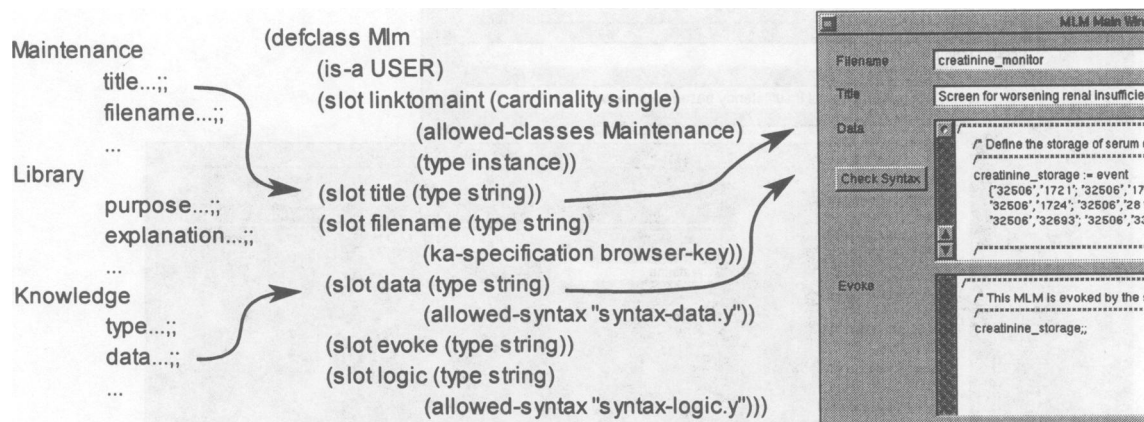 Maintenance
title...;;
filename...;;
...
Library
purpose...;;
explanation...;;
...
Knowledge
type...;;
data...;;
...
(defclass Mlm
(is-a USER)
(slot linktomaint (cardinality single)
(allowed-classes Maintenance)
(type instance))
(slot title (type string))
(slot filename (type string)
(ka-specification browser-key))
(slot data (type string)
(allowed-syntax "syntax-data.y"))
(slot evoke (type string))
(slot logic (type string)
(allowed-syntax "syntax-logic.y")))
MLM Main
Filename
creatinine_monitor
Title
Screen for worsening renal
Data
/* Define the storage of serum
creatinine_storage := event
{'32506','1721'; '32506',
'32506','1724'; '32506',
'32506','32693'; '32506',
Check Syntax
Evoke
/* This MLM is evoked by the
creatinine_storage;;